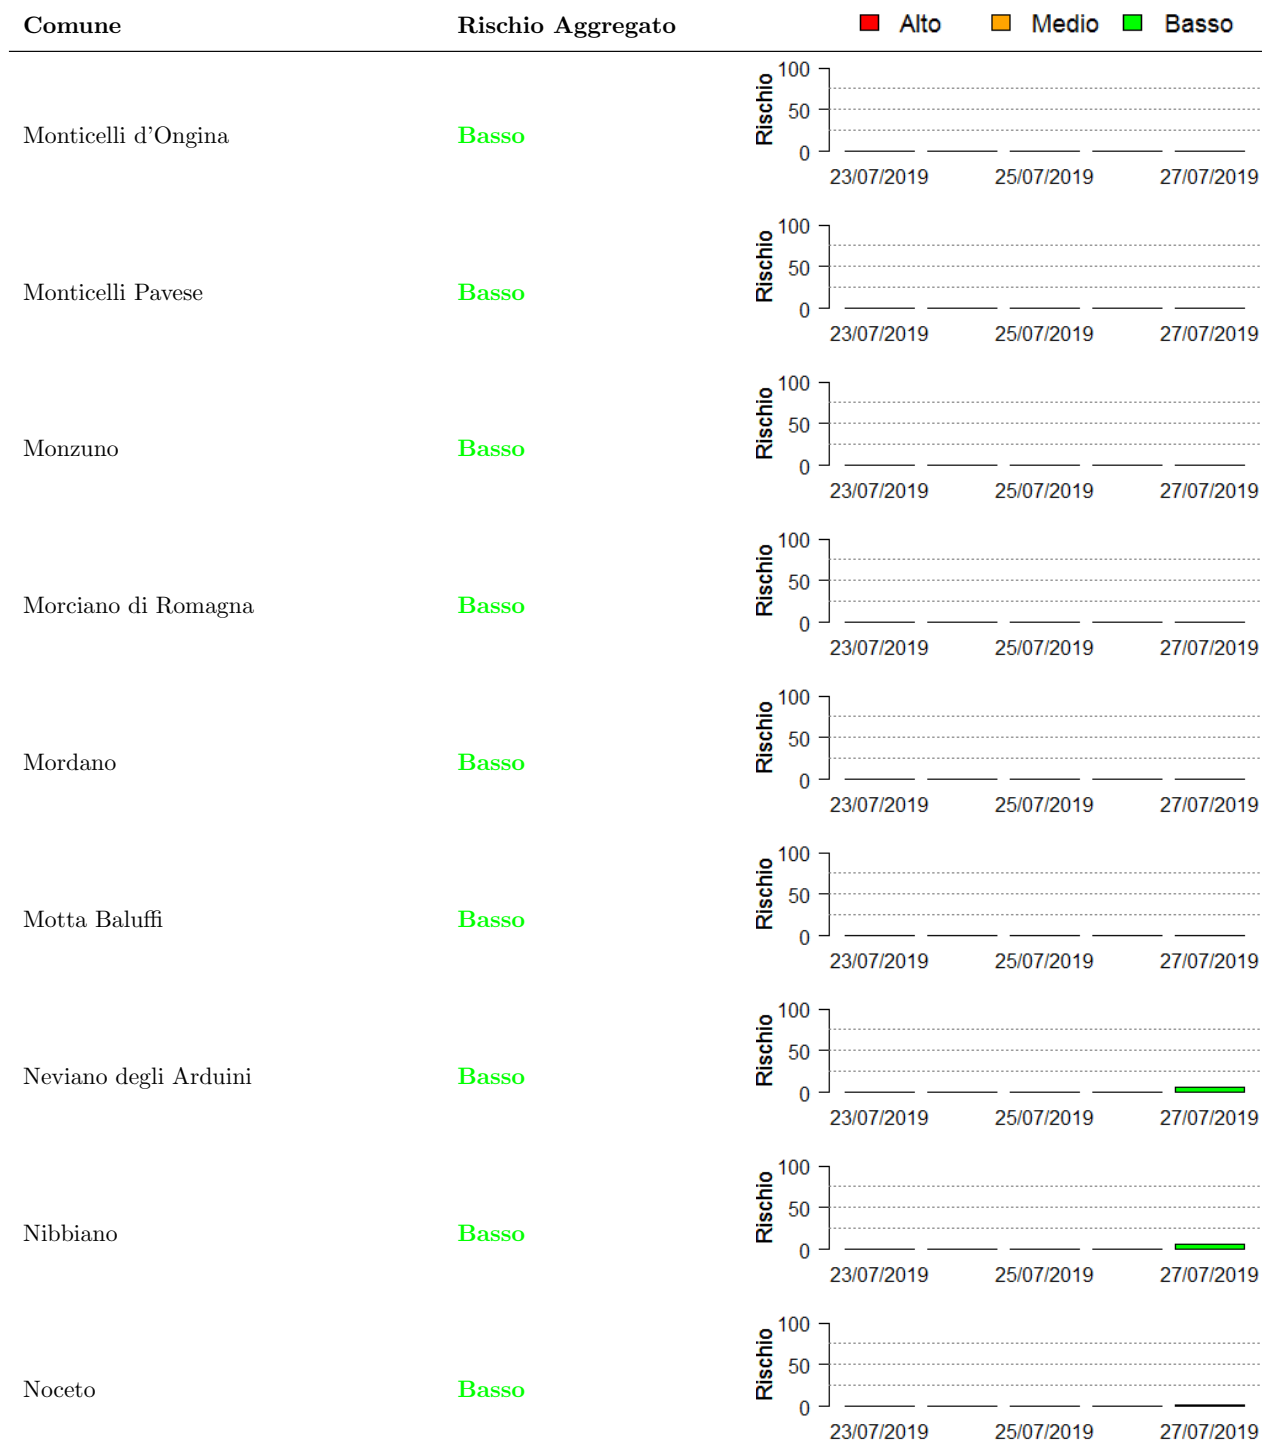 Comune Rischio Aggregato Alto Medio Basso
100
Rischio
50
Monticelli d'Ongina Basso
0
23/07/2019 25/07/2019 27/07/2019
100
Rischio
50
Monticelli Pavese Basso
0
23/07/2019 25/07/2019 27/07/2019
100
Rischio
50
Monzuno Basso
0
23/07/2019 25/07/2019 27/07/2019
100
Rischio
50
Morciano di Romagna Basso
0
23/07/2019 25/07/2019 27/07/2019
100
Rischio
50
Mordano Basso
0
23/07/2019 25/07/2019 27/07/2019
100
Rischio
50
Motta Baluffi Basso
0
23/07/2019 25/07/2019 27/07/2019
100
Rischio
50
Neviano degli Arduini Basso
0
23/07/2019 25/07/2019 27/07/2019
100
Rischio
50
Nibbiano Basso
0
23/07/2019 25/07/2019 27/07/2019
100
Rischio
50
Noceto Basso
0
23/07/2019 25/07/2019 27/07/2019